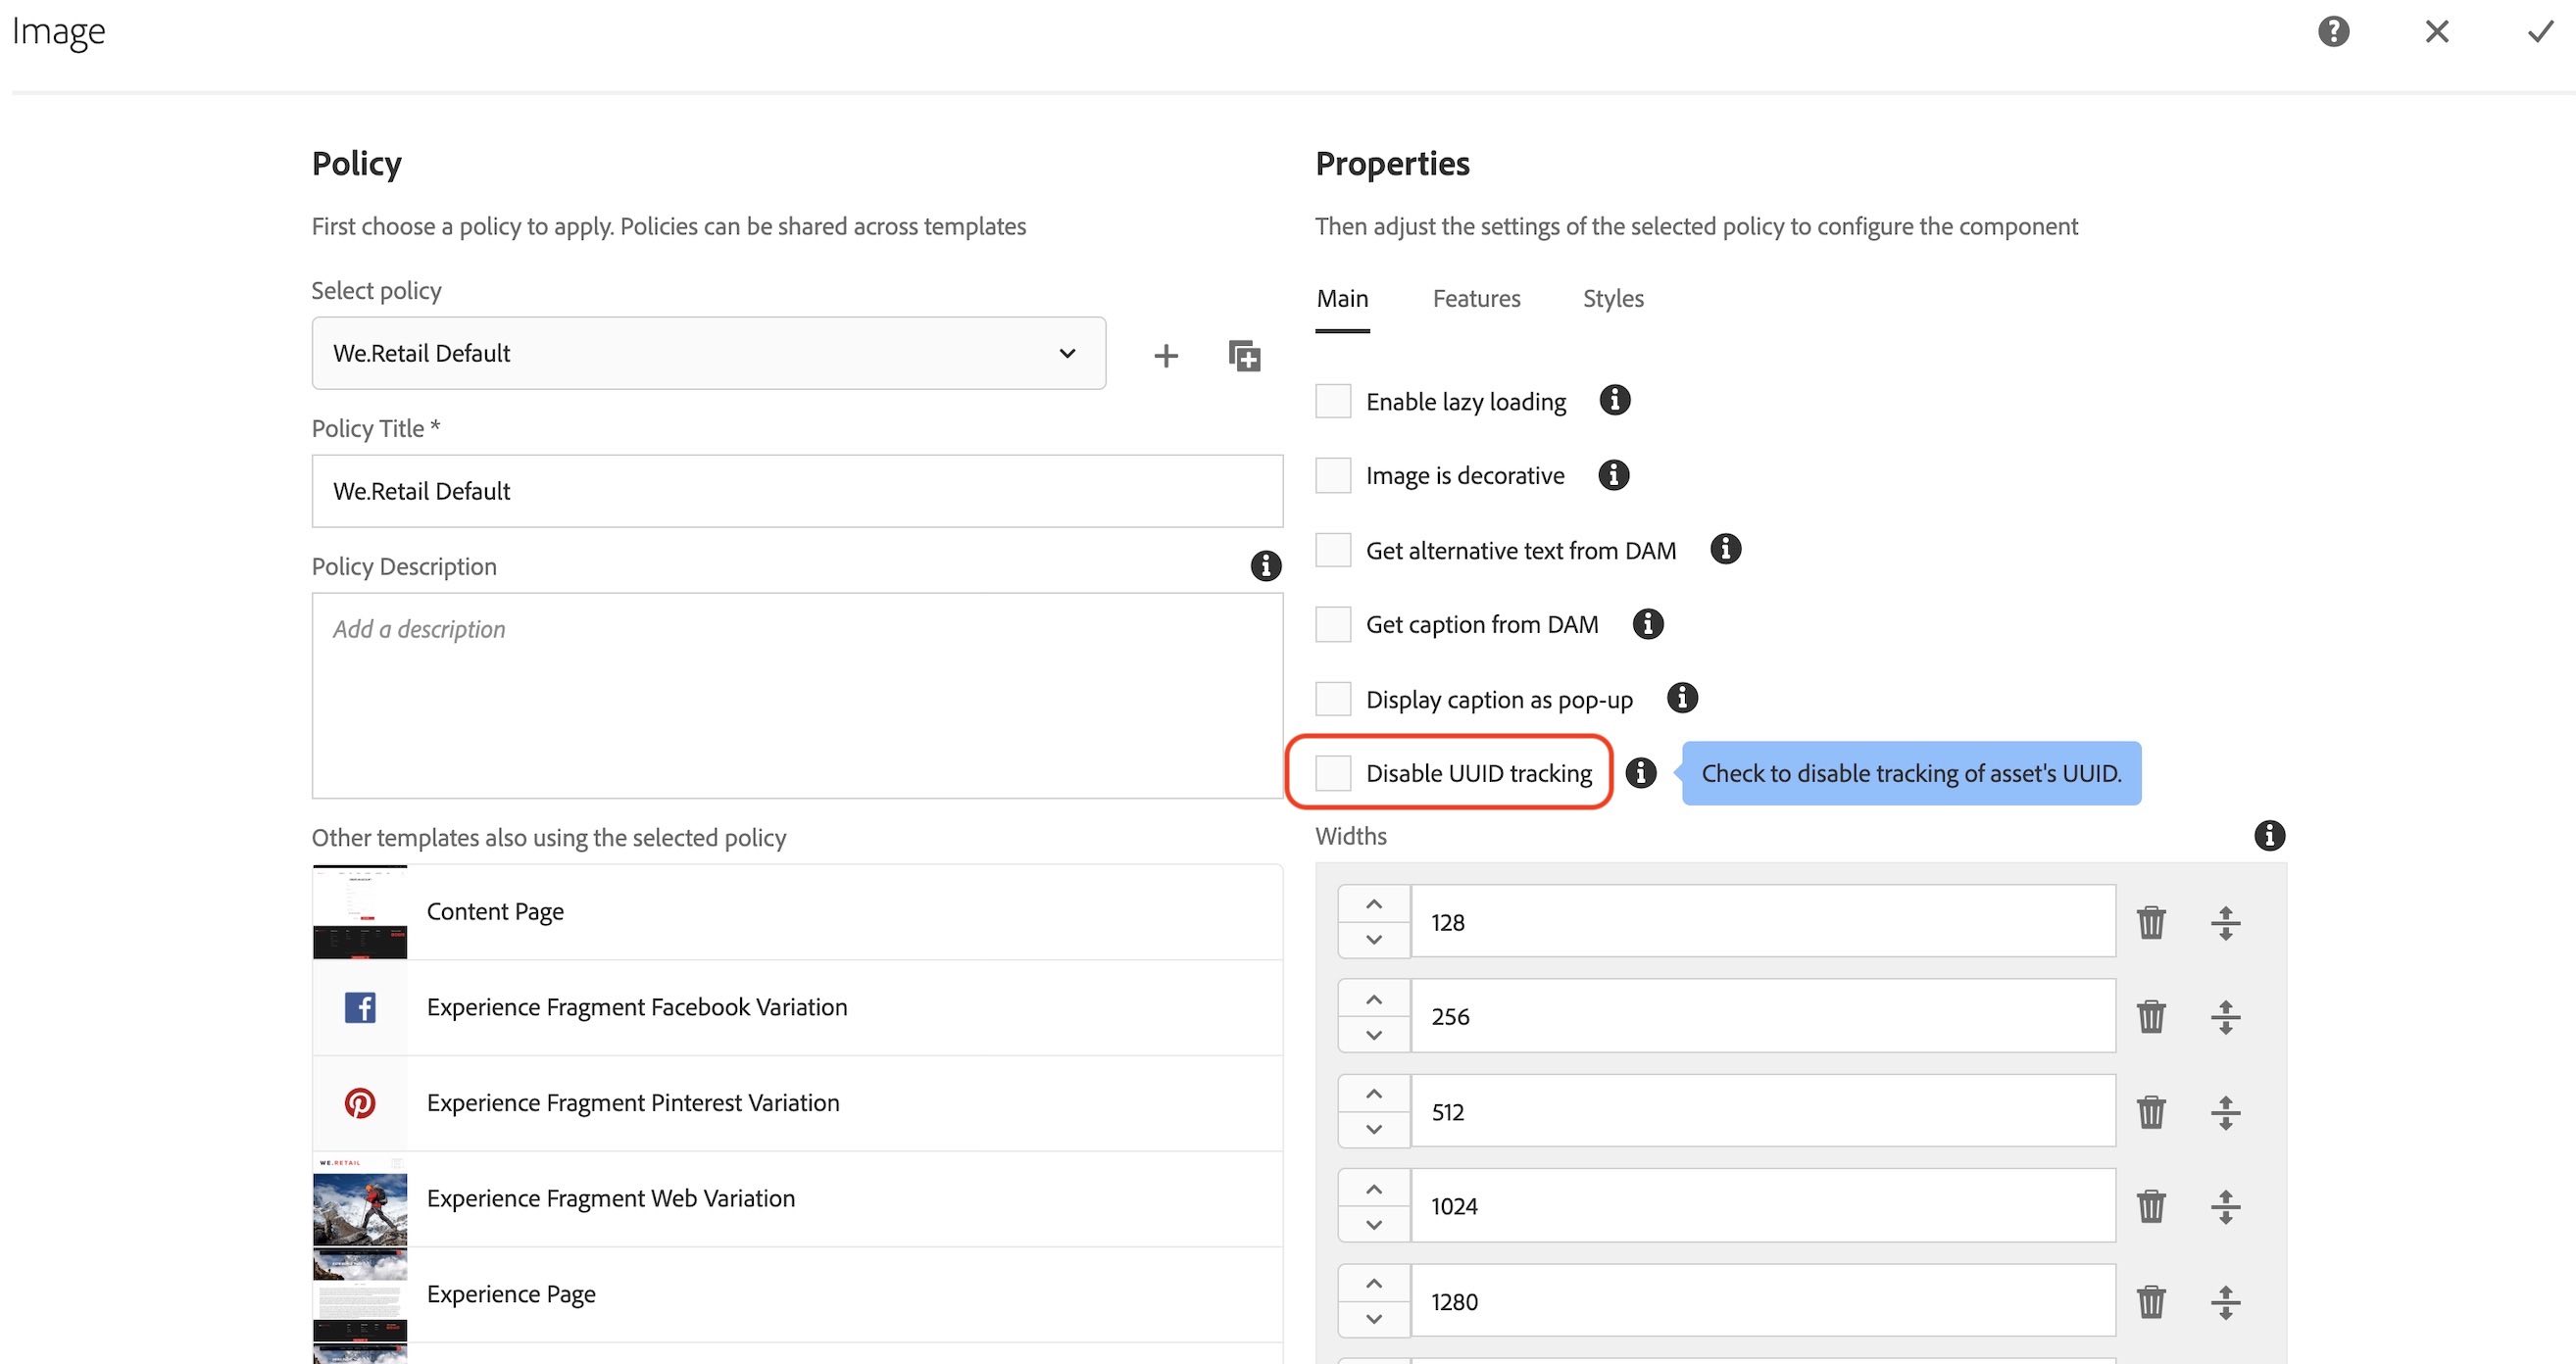 Image
Policy
First choose a policy to apply. Policies can be shared across templates
Select policy
We.Retail Default
Policy Title *
We.Retail Default
Policy Description
Add a description
Other templates also using the selected policy
Content Page
Experience Fragment Facebook Variation
Experience Fragment Pinterest Variation
WE.RETAIL
Experience Fragment Web Variation
Experience Page
Properties
Then adjust the settings of the selected policy to configure the component
Main Features Styles
Enable lazy loading
Image is decorative
Get alternative text from DAM
Get caption from DAM
Display caption as pop-up
Disable UUID tracking
Check to disable tracking of asset's UUID.
Widths
128
256
512
1024
1280